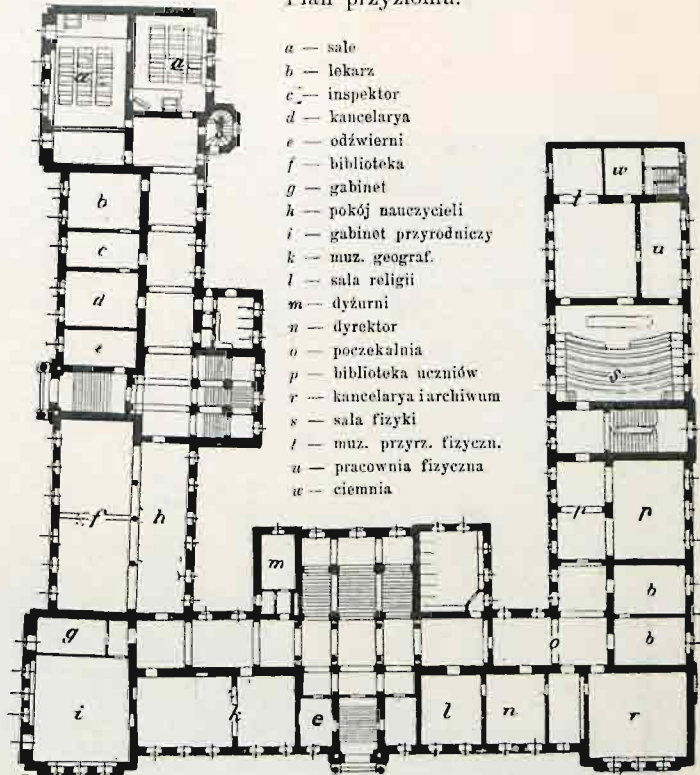 Plan przyziomu.
a — sale
b — lekarz
c — inspektor
d — kancelarya
e — odźwierni
f — biblioteka
g — gabinet
h — pokój nauczycieli
i — gabinet przyrodniczy
k — muz. geograf.
l — sala religii
m — dyżurni
n — dyrektor
o — poczekalnia
p — biblioteka uczniów
r — kancelarya i archiwum
s — sala fizyki
t — muz. przyrz. fizyczn.
u — pracownia fizyczna
w — ciemnia
a a
b
c
d
e
f h
g
i
k
e
m
l
n
o
r
b
b
p p
s
t
u
w